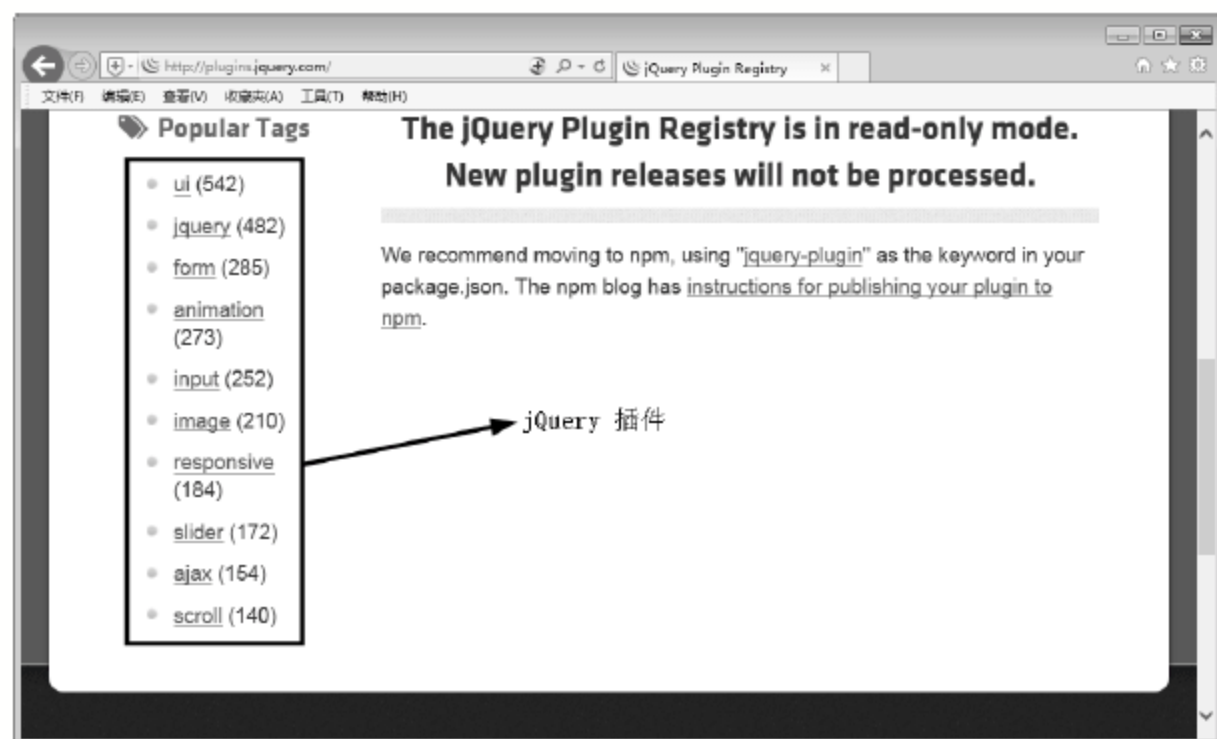 http://plugins.jquery.com/
jQuery Plugin Registry
文件(F) 编辑(E) 查看(V) 收藏夹(A) 工具(T) 帮助(H)
Popular Tags
ui (542)
jquery (482)
form (285)
animation
(273)
input (252)
image (210)
responsive
(184)
slider (172)
ajax (154)
scroll (140)
The jQuery Plugin Registry is in read-only mode.
New plugin releases will not be processed.
We recommend moving to npm, using "jquery-plugin" as the keyword in your
package.json. The npm blog has instructions for publishing your plugin to
npm.
jQuery 插件